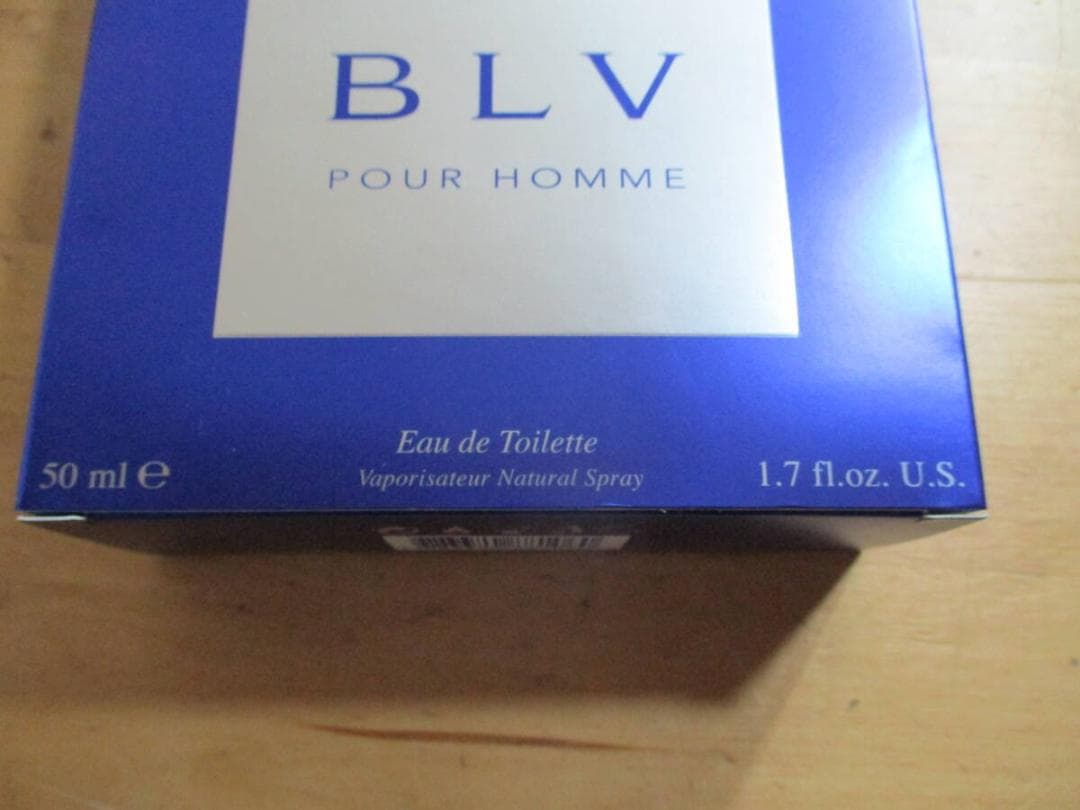 BLV
POUR HOMME
Eau de Toilette
Vaporisateur Natural Spray
50 ml ℮
1.7 fl.oz. U.S.